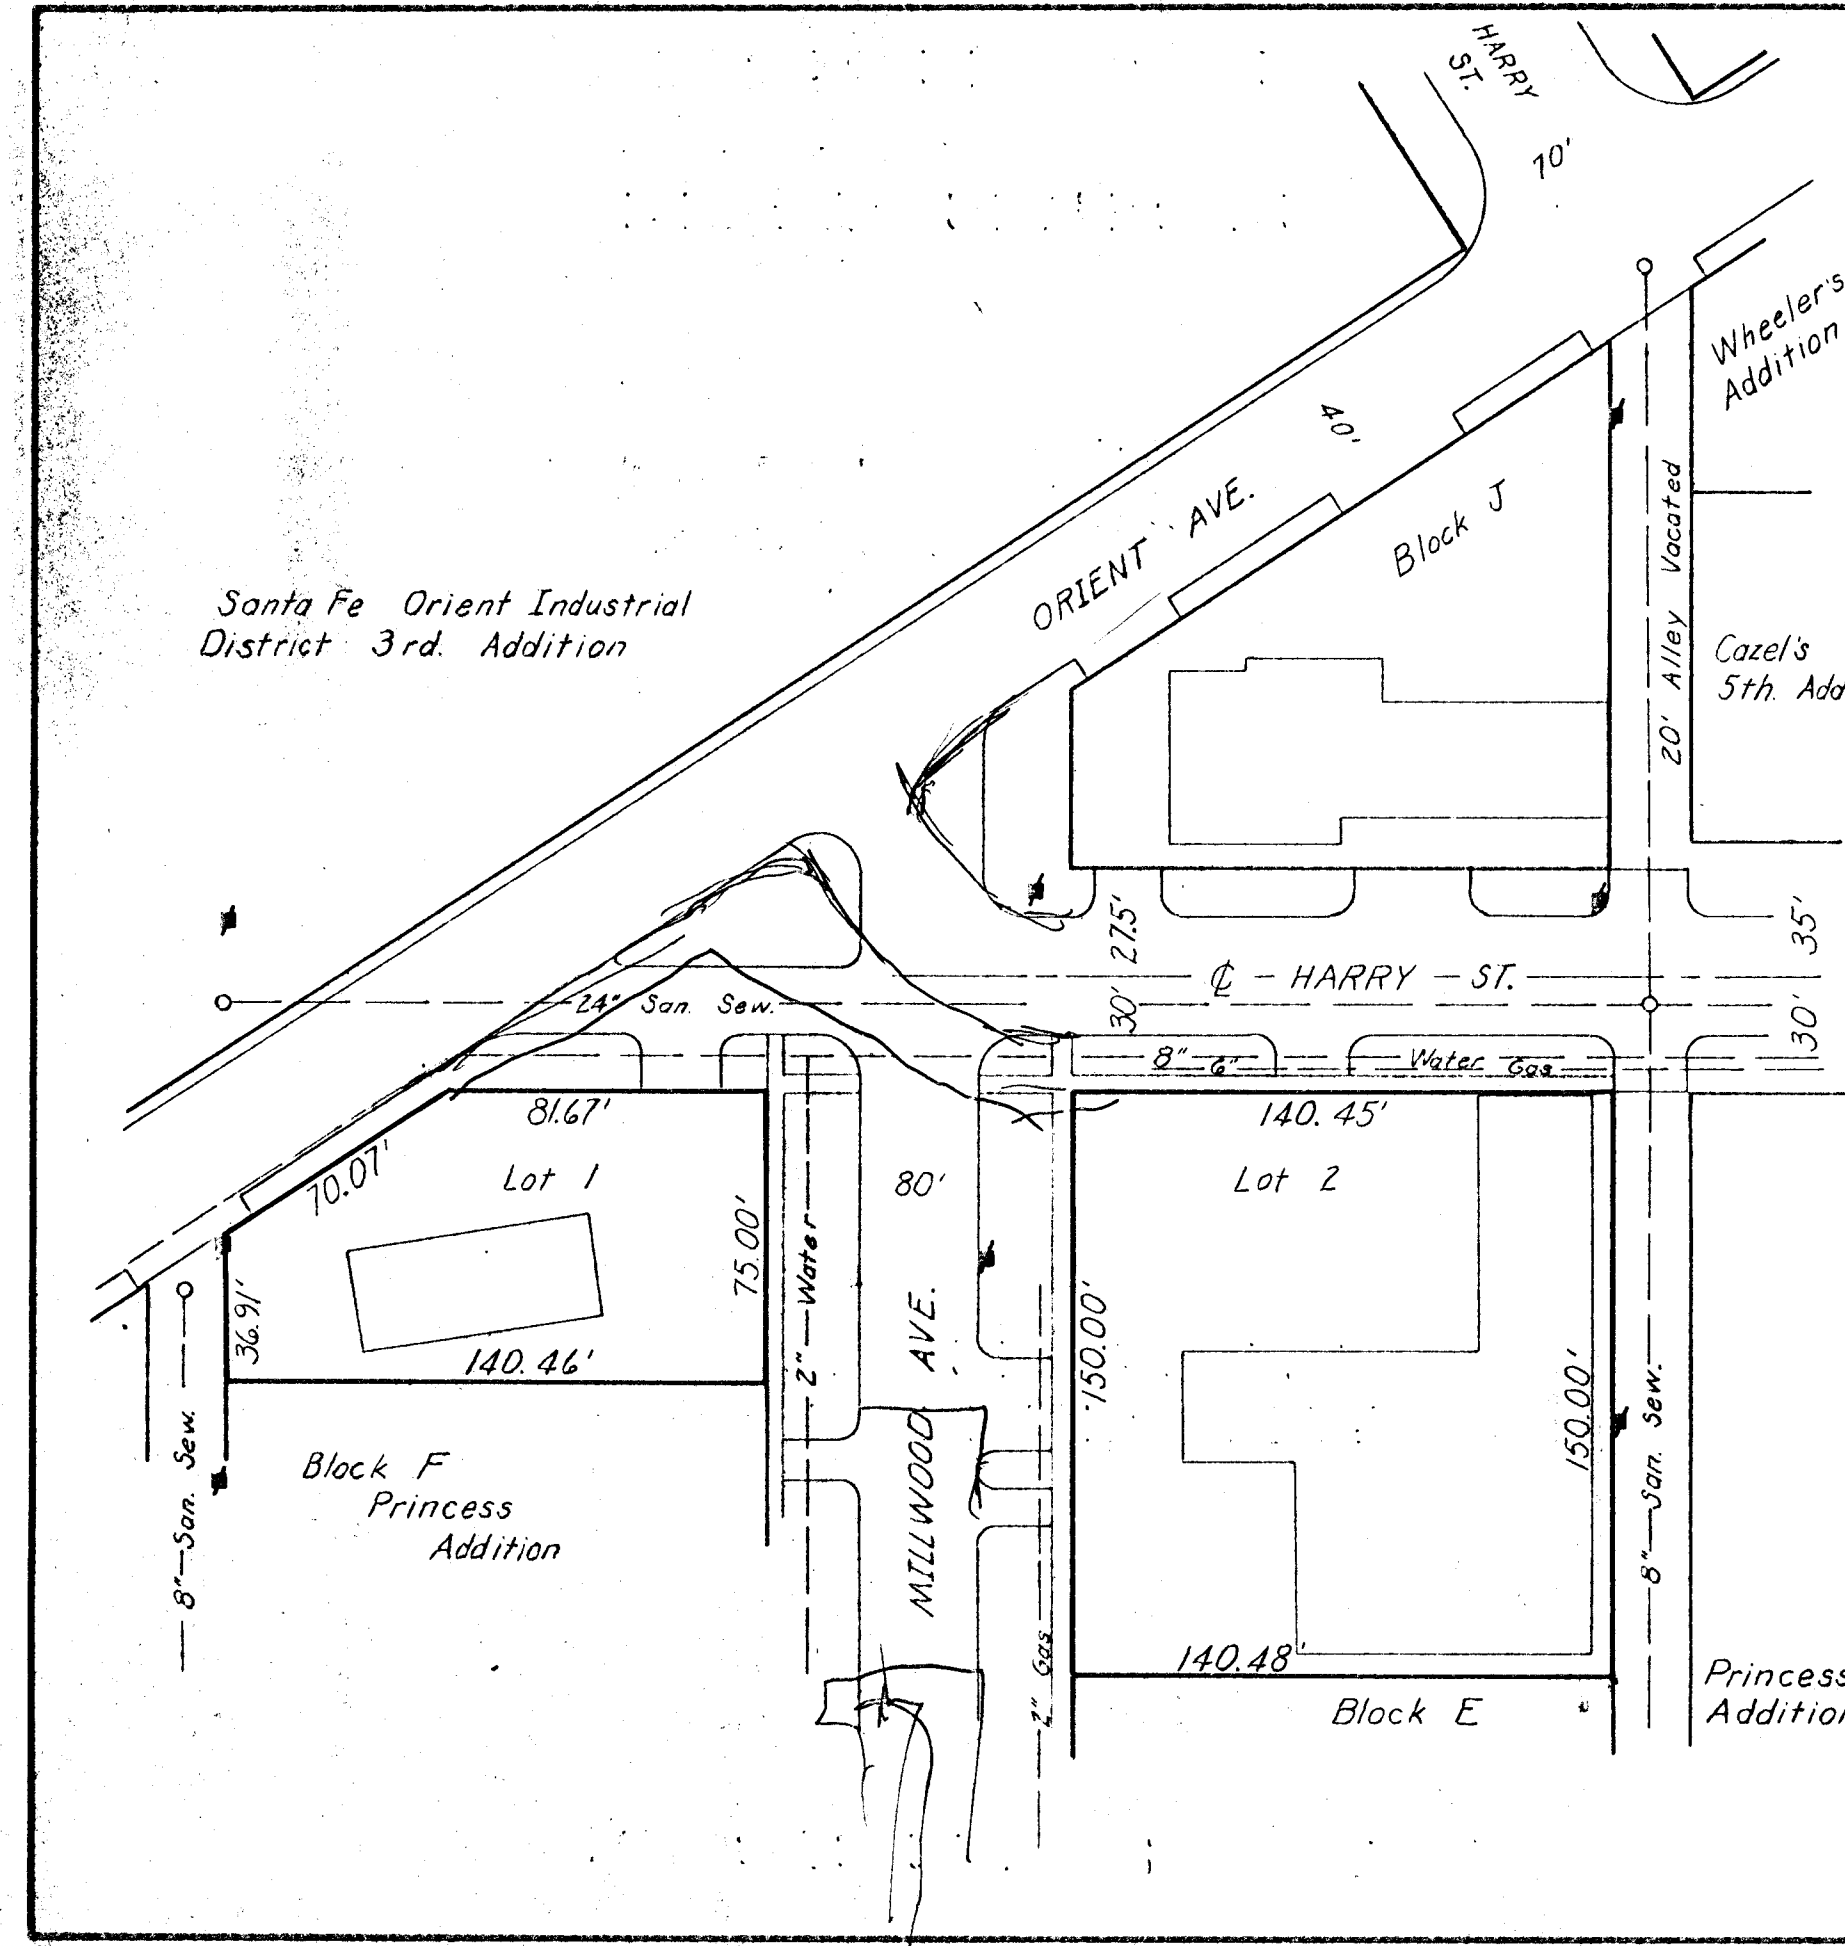 HARRY
ST.
70'
Wheeler's
Addition
40'
ORIENT AVE.
Block J
20' Alley Vacated
Santa Fe Orient Industrial
District 3rd. Addition
Cazel's
5th. Add
27.5'
35'
℄ - HARRY - ST.
24" San. Sew.
30'
30'
8" 6" Water Gas
81.67'
140.45'
70.07'
Lot 1
80'
Lot 2
75.00'
2" Water
36.91'
140.46'
150.00'
150.00'
MILLWOOD AVE.
8" San. Sew.
8" San. Sew.
Block F
Princess
Addition
2" Gas
140.48'
Block E
Princess
Addition